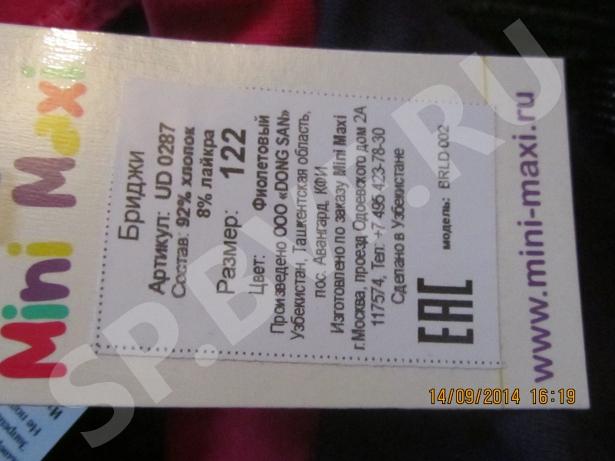 Mini Maxi
Бриджи
Артикул: UD 0287
Состав: 92% хлопок
8% лайкра
Размер: 122
Цвет: Фиолетовый
Произведено ООО «DONG SAN»
Узбекистан, Ташкентская область,
пос. Авангард, КФИ
Изготовлено по заказу Mini Maxi
г.Москва, проезд Одоевского дом 2А
117574, Тел: +7 495 423-78-30
Сделано в Узбекистане
EAC
модель: BRLD-002
www.mini-maxi.ru
14/09/2014 16:19
SP.BVF.RU